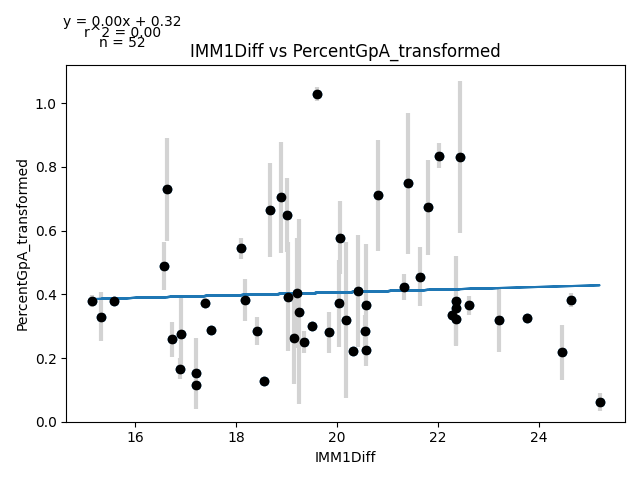 y = 0.00x + 0.32
r^2 = 0.00
n = 52
IMM1Diff vs PercentGpA_transformed
1.0
0.8
0.6
0.4
0.2
0.0
PercentGpA_transformed
16 18 20 22 24
IMM1Diff